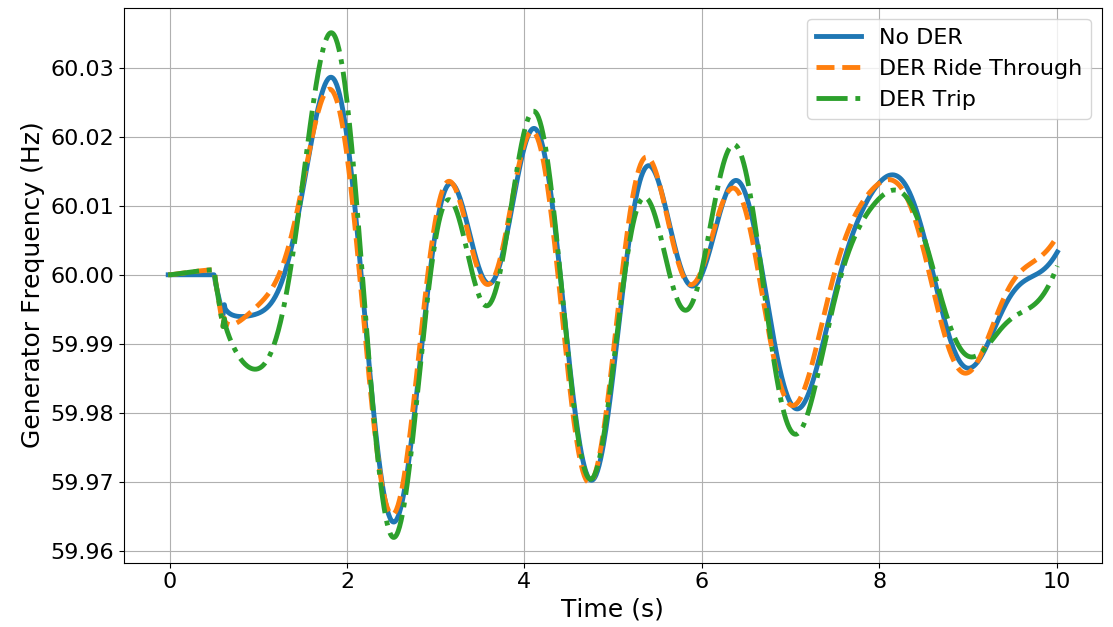 Generator Frequency (Hz)
60.03
60.02
60.01
60.00
59.99
59.98
59.97
59.96
No DER
DER Ride Through
DER Trip
0
2
4
6
8
10
Time (s)